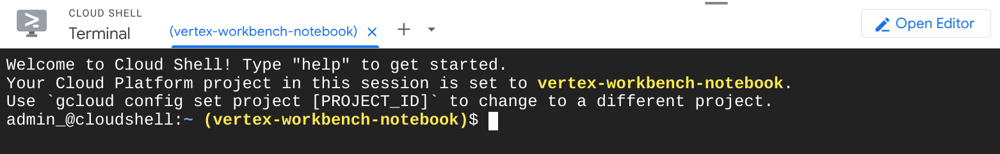 CLOUD SHELL
Terminal
(vertex-workbench-notebook)
Open Editor
Welcome to Cloud Shell! Type "help" to get started.
Your Cloud Platform project in this session is set to vertex-workbench-notebook.
Use `gcloud config set project [PROJECT_ID]` to change to a different project.
admin_@cloudshell:~ (vertex-workbench-notebook)$